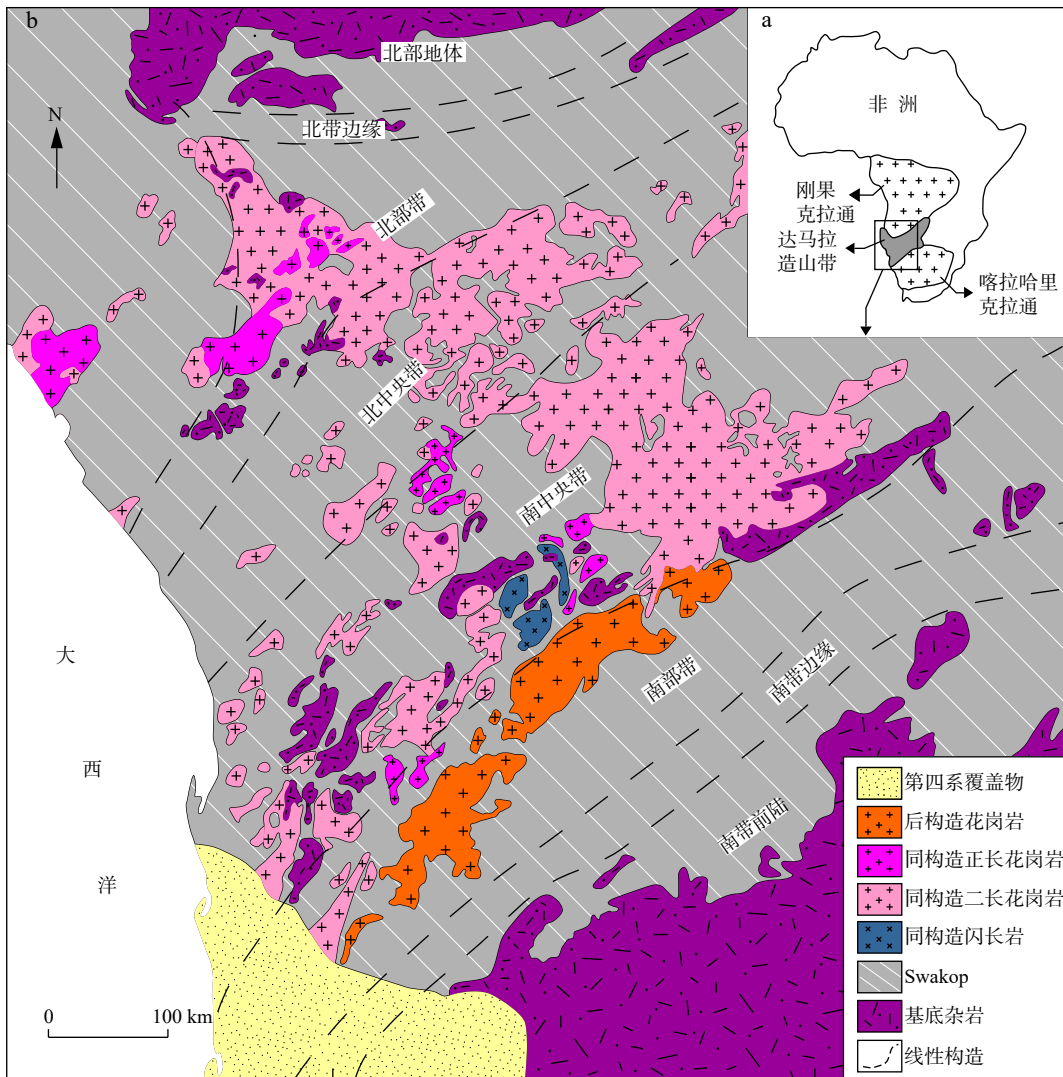 b
北部地体
N
北带边缘
北部带
北中央带
南中央带
南部带
南带边缘
南带前陆
大
西
洋
0 100 km
a
非 洲
刚果
克拉通
达马拉
造山带
喀拉哈里
克拉通
第四系覆盖物
后构造花岗岩
同构造正长花岗岩
同构造二长花岗岩
同构造闪长岩
Swakop
基底杂岩
线性构造